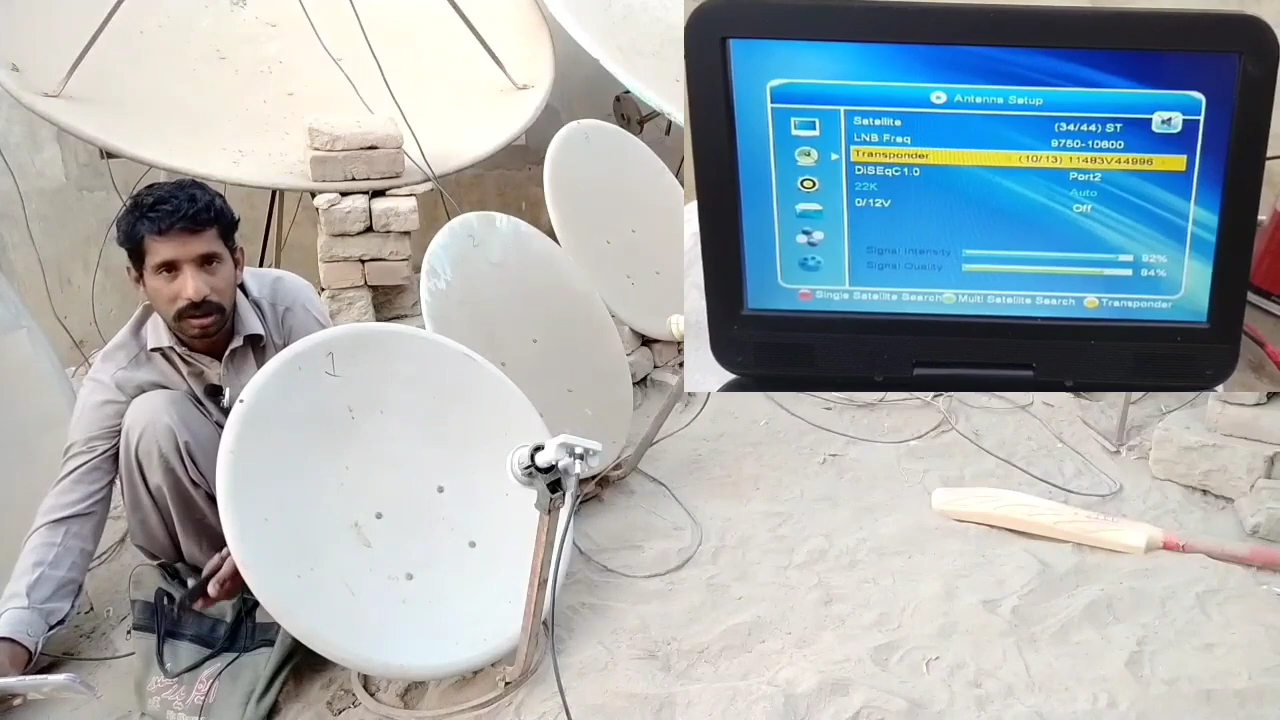 Antenna Setup
Satellite (34/44) ST
LNB Freq 9750-10600
Transponder (10/13) 11483V44996
DiSEqC1.0 Port2
22K Auto
0/12V Off
Signal Intensity 92%
Signal Quality 84%
Single Satellite Search Multi Satellite Search Transponder
2
1